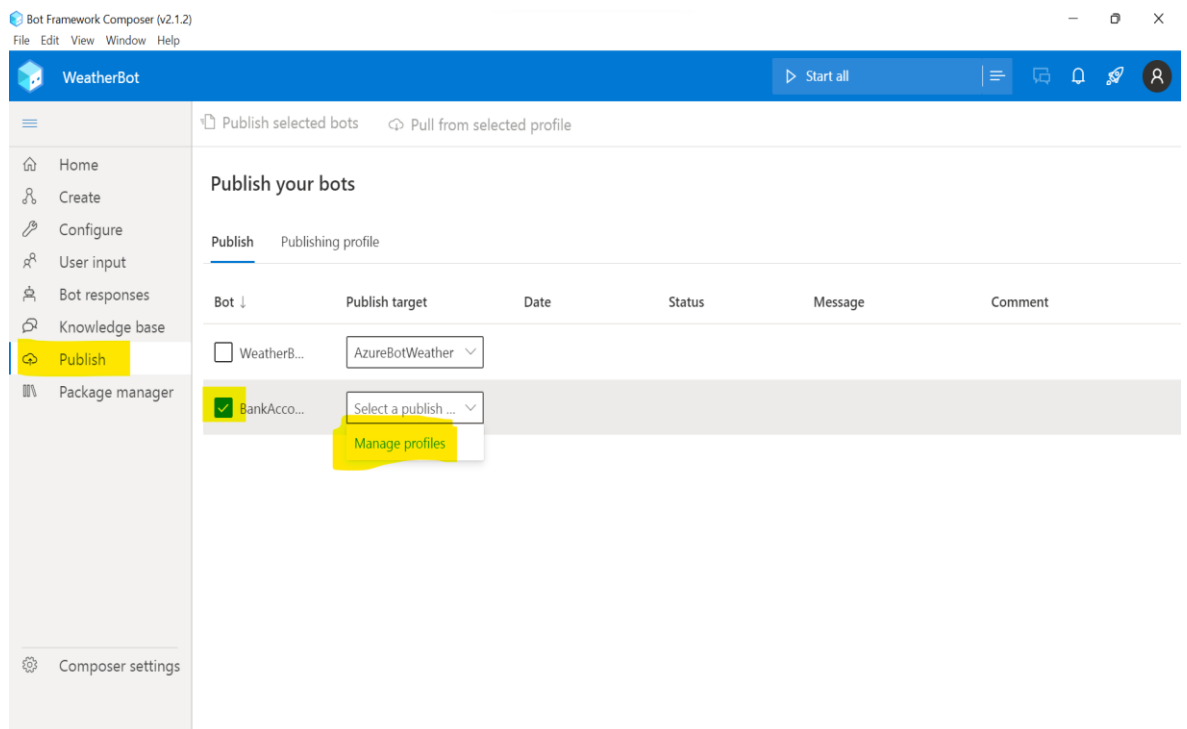 Bot Framework Composer (v2.1.2)
File Edit View Window Help
WeatherBot
Start all
Publish selected bots Pull from selected profile
Home
Create
Configure
User input
Bot responses
Knowledge base
Publish
Package manager
Composer settings
Publish your bots
Publish Publishing profile
Bot ↓ Publish target Date Status Message Comment
WeatherB... AzureBotWeather
BankAcco... Select a publish ...
Manage profiles